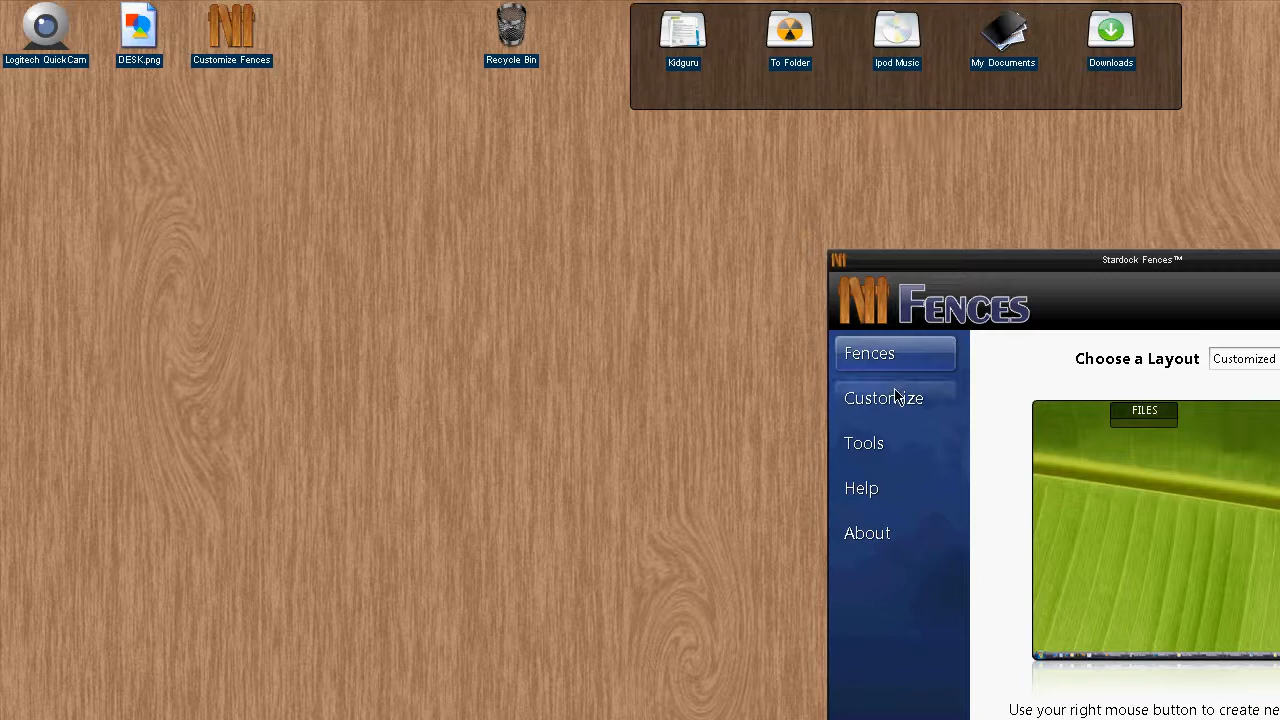 Logitech QuickCam
DESK.png
Customize Fences
Recycle Bin
Kidguru
To Folder
Ipod Music
My Documents
Downloads
Stardock Fences™
FENCES
Fences
Choose a Layout
Customized
Customize
FILES
Tools
Help
About
Use your right mouse button to create ne